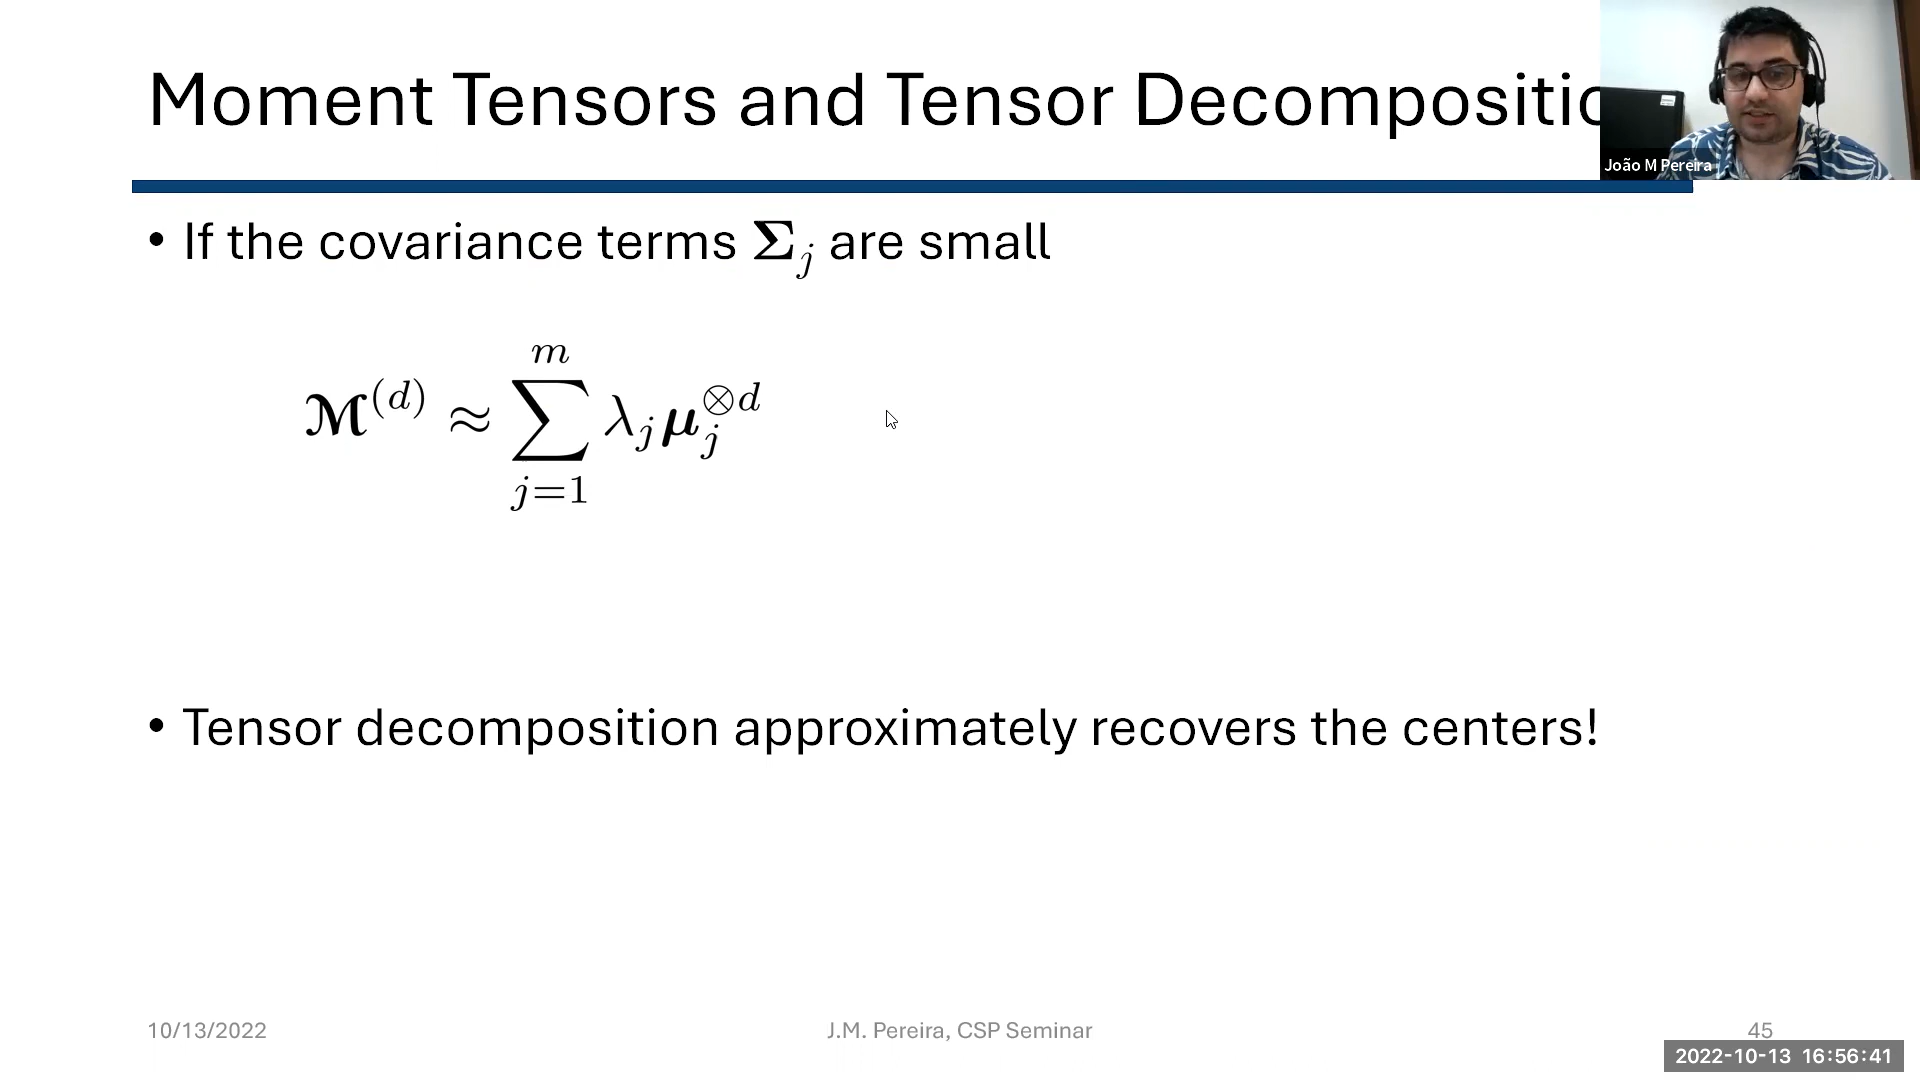 Moment Tensors and Tensor Decompositio
João M Pereira
• If the covariance terms Σ_j are small
𝓜^(d) ≈ ∑_{j=1}^{m} λ_j μ_j^{⊗d}
• Tensor decomposition approximately recovers the centers!
10/13/2022
J.M. Pereira, CSP Seminar
45
2022-10-13 16:56:41